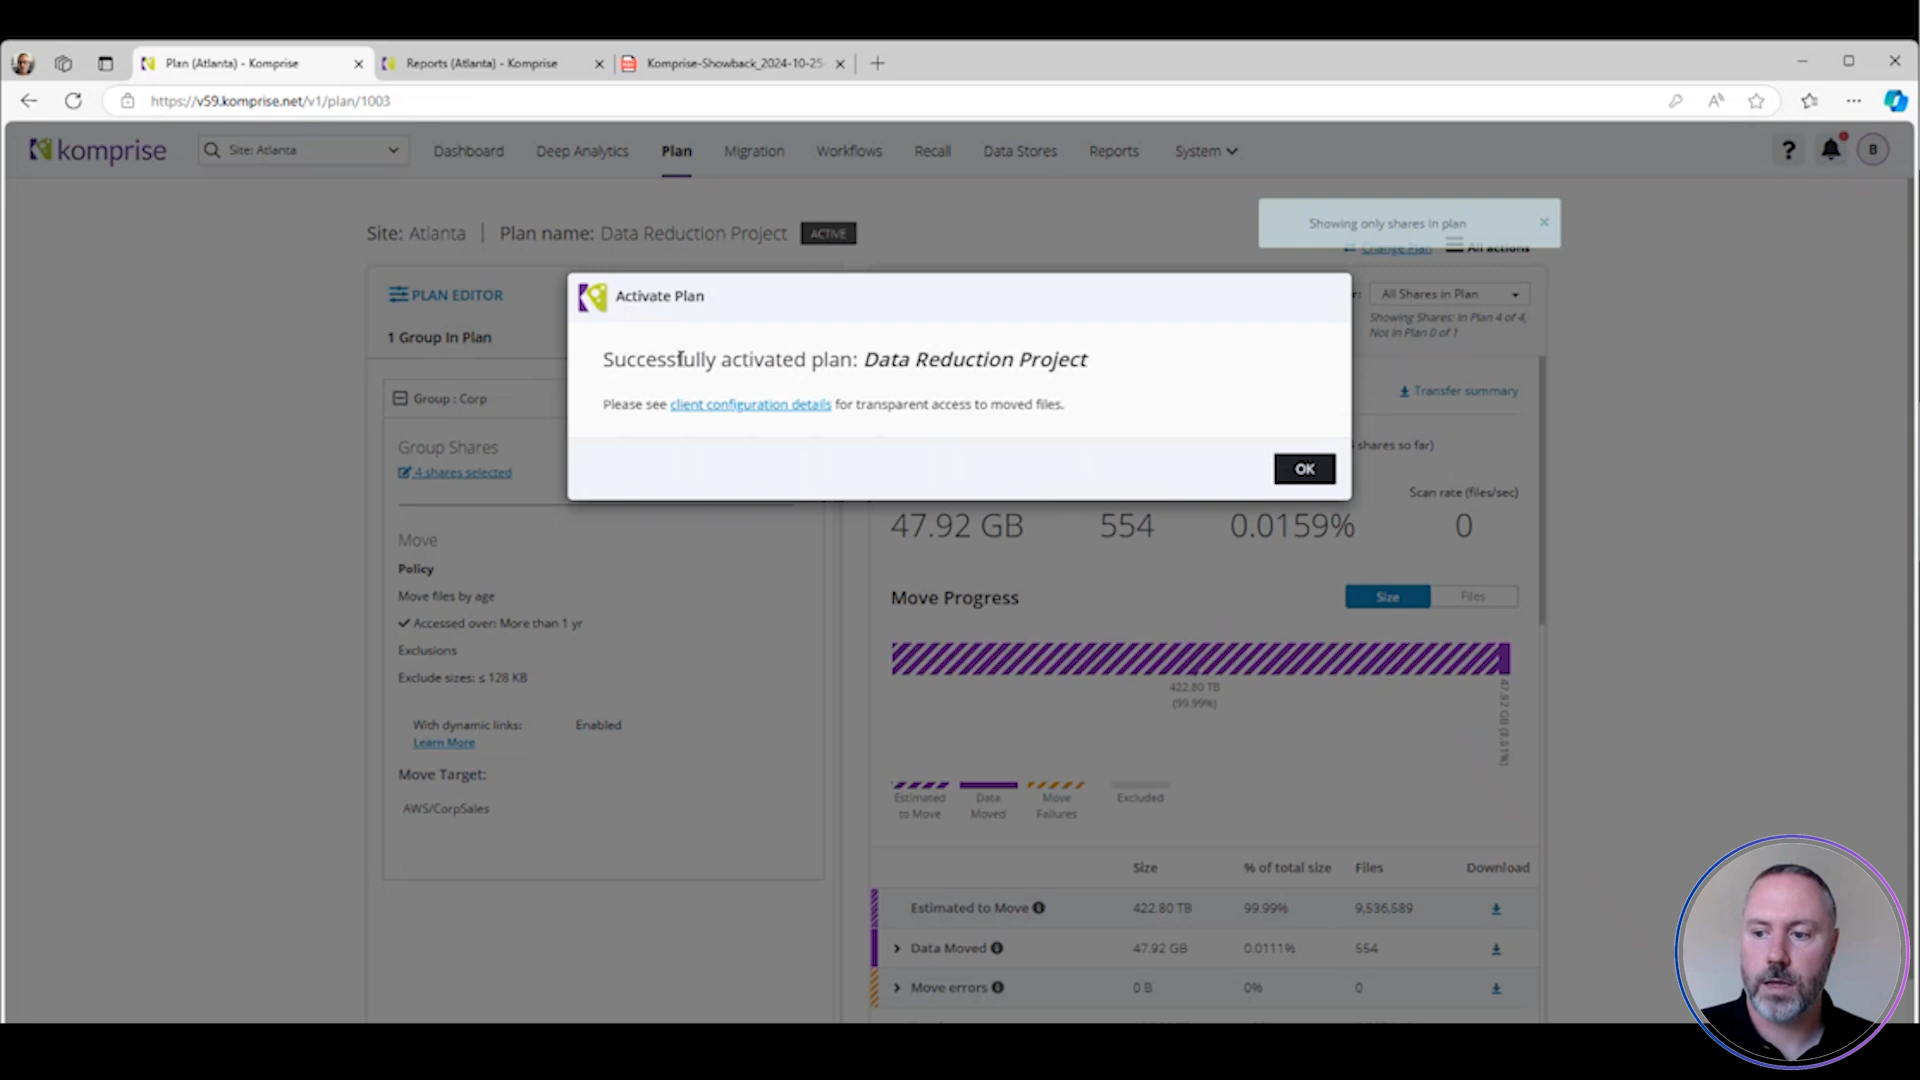 Plan (Atlanta) - Komprise
Reports (Atlanta) - Komprise
Komprise-Showback_2024-10-25
https://v59.komprise.net/v1/plan/1003
komprise
Site: Atlanta
Dashboard
Deep Analytics
Plan
Migration
Workflows
Recall
Data Stores
Reports
System
?
B
Showing only shares in plan
Site: Atlanta | Plan name: Data Reduction Project
ACTIVE
Change Plan
All actions
PLAN EDITOR
1 Group In Plan
Activate Plan
Successfully activated plan: Data Reduction Project
Please see client configuration details for transparent access to moved files.
OK
All Shares in Plan
Showing Shares: In Plan 4 of 4,
Not in Plan 0 of 1
Transfer summary
shares so far)
Scan rate (files/sec)
Group : Corp
Group Shares
4 shares selected
Move
Policy
Move files by age
Accessed over: More than 1 yr
Exclusions
Exclude sizes: ≤ 128 KB
With dynamic links: Enabled
Learn More
Move Target:
AWS/CorpSales
47.92 GB
554
0.0159%
0
Move Progress
Size
Files
422.80 TB
(99.99%)
47.92 GB (0.01%)
Estimated
to Move
Data
Moved
Move
Failures
Excluded
Size % of total size Files Download
Estimated to Move 422.80 TB 99.99% 9,536,589
Data Moved 47.92 GB 0.0111% 554
Move errors 0 B 0% 0